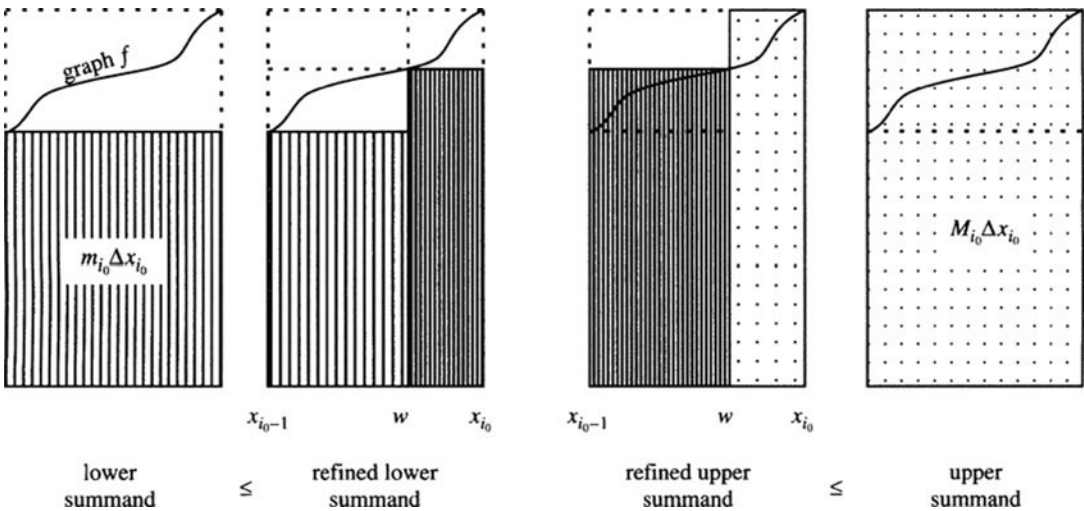 graph f
m_{i_0}Δx_{i_0}
M_{i_0}Δx_{i_0}
x_{i_0-1} w x_{i_0} x_{i_0-1} w x_{i_0}
lower refined lower refined upper upper
summand ≤ summand summand ≤ summand